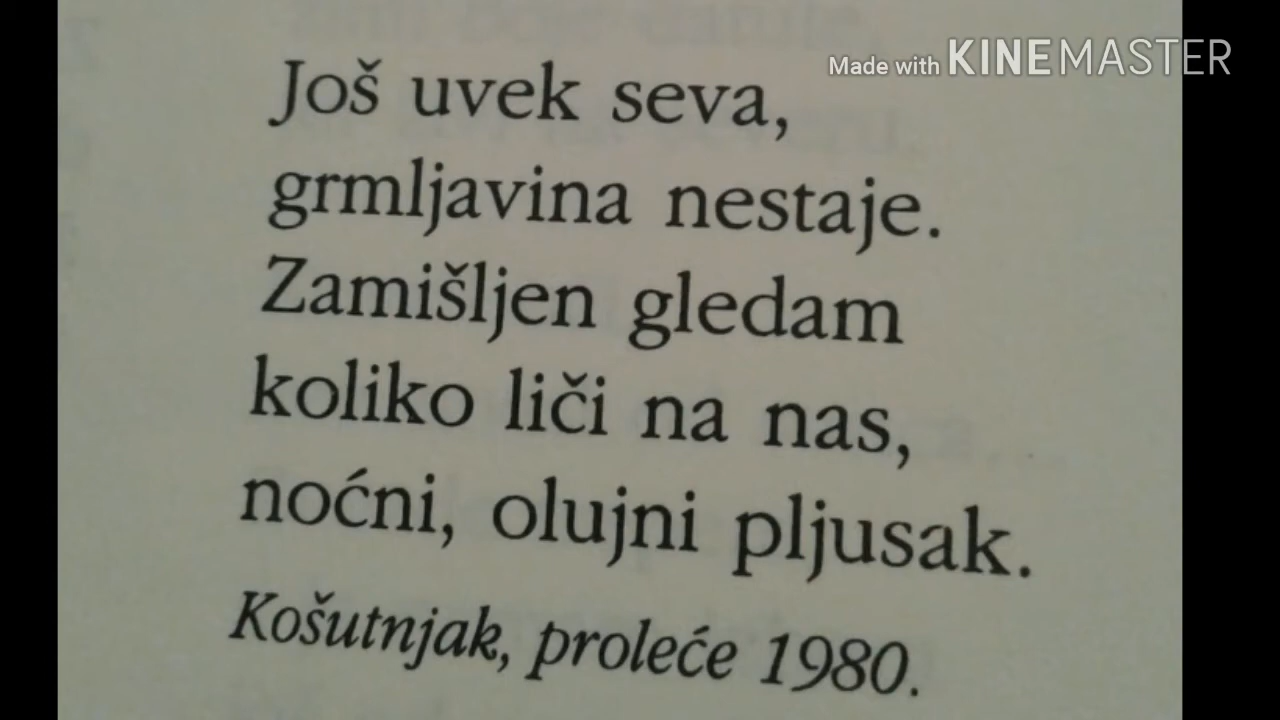 Made with KINEMASTER
Još uvek seva,
grmljavina nestaje.
Zamišljen gledam
koliko liči na nas,
noćni, olujni pljusak.
Košutnjak, proleće 1980.